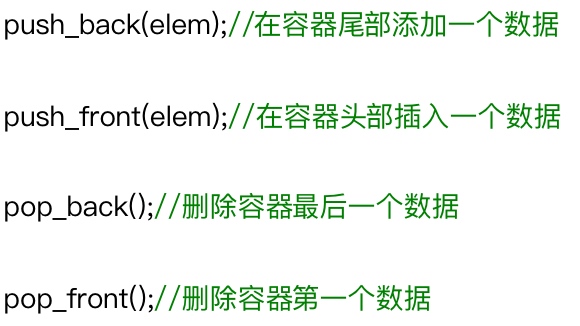 push_back(elem);//在容器尾部添加一个数据
push_front(elem);//在容器头部插入一个数据
pop_back();//删除容器最后一个数据
pop_front();//删除容器第一个数据